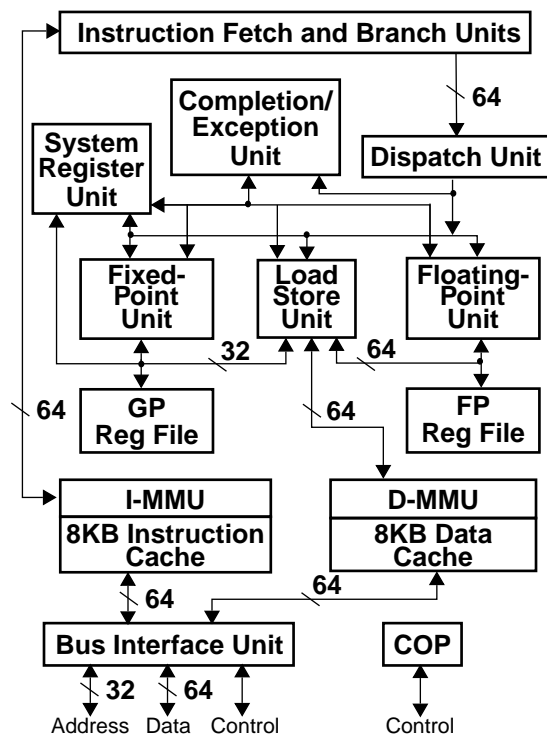 Instruction Fetch and Branch Units
64
Completion/
Exception
Unit
System
Register
Unit
Dispatch Unit
Fixed-
Point
Unit
Load
Store
Unit
Floating-
Point
Unit
32
64
GP
Reg File
64
64
FP
Reg File
I-MMU
8KB Instruction
Cache
D-MMU
8KB Data
Cache
64
64
Bus Interface Unit
COP
32
64
Address
Data
Control
Control